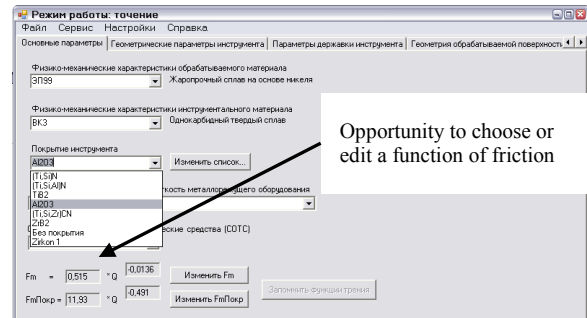 Режим работы: точение
Файл Сервис Настройки Справка
Основные параметры Геометрические параметры инструмента Параметры державки инструмента Геометрия обрабатываемой поверхност
Физико-механические характеристики обрабатываемого материала
ЭП99 Жаропрочный сплав на основе никеля
Физико-механические характеристики инструментального материала
ВК3 Однокарбидный твердый сплав
Покрытие инструмента
Al2O3 Изменить список...
(Ti,Si)N
(Ti,Si,Al)N
TiB2
Al2O3
(Ti,Si,Zr)CN
ZrB2
Без покрытия
Zirkon 1
кость металлорежущего оборудования
еские средства (СОТС)
Opportunity to choose or
edit a function of friction
Fm = 0,515 * Q -0,0136 Изменить Fm
FmПокр = 11,93 * Q -0,491 Изменить FmПокр
Запомнить функции трения